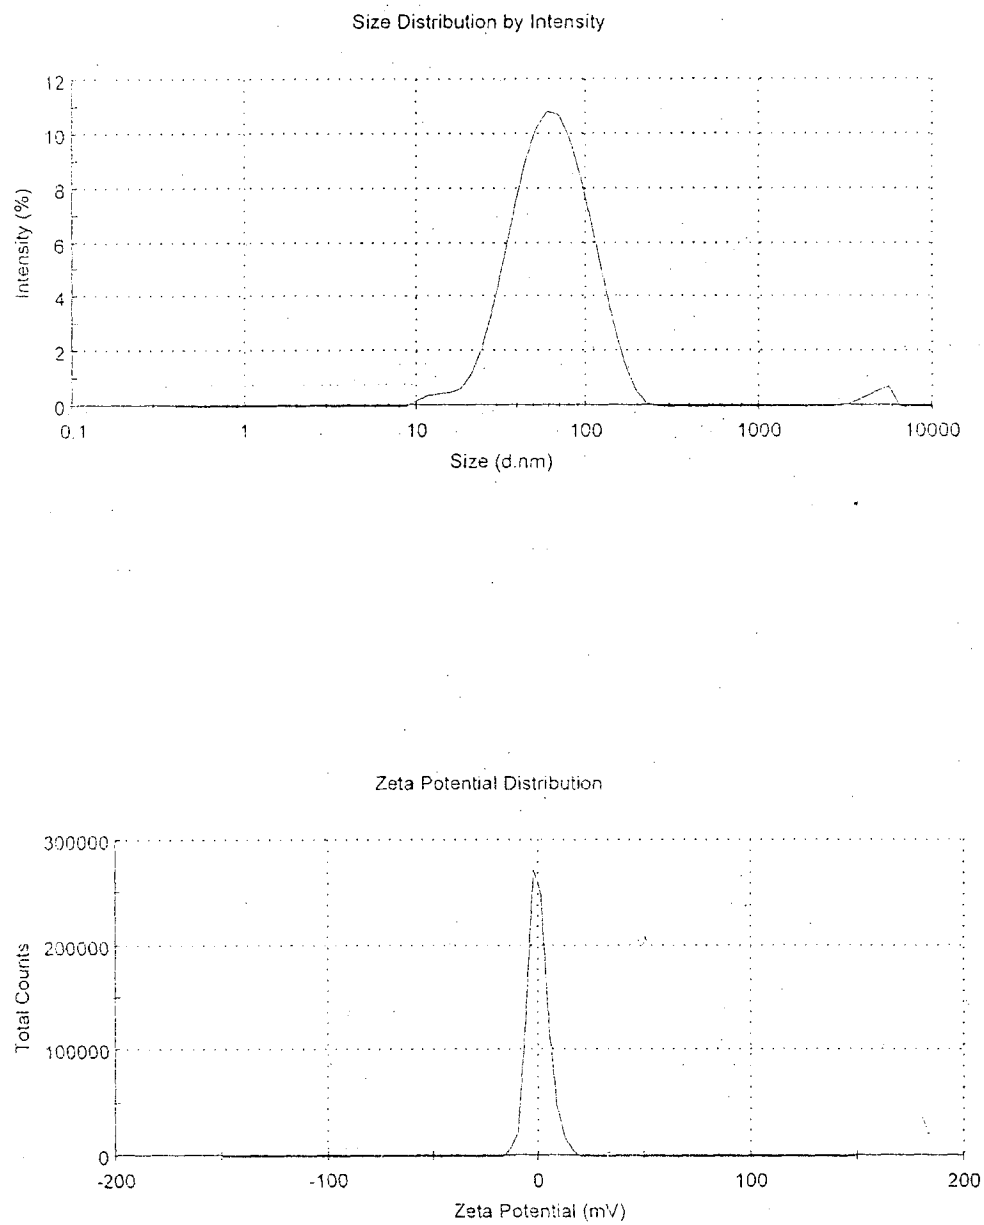 Size Distribution by Intensity
12
10
8
6
4
2
0
Intensity (%)
0.1 1 10 100 1000 10000
Size (d.nm)
Zeta Potential Distribution
300000
200000
100000
0
Total Counts
-200 -100 0 100 200
Zeta Potential (mV)